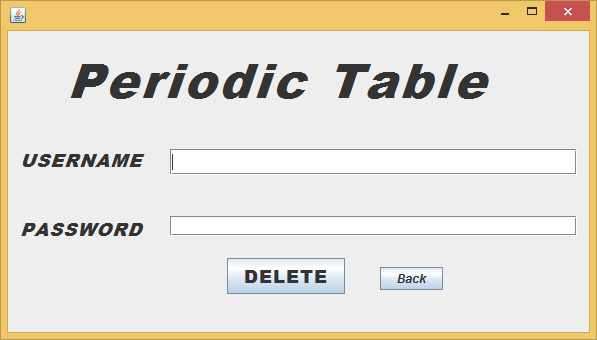 Periodic Table
USERNAME
PASSWORD
DELETE Back